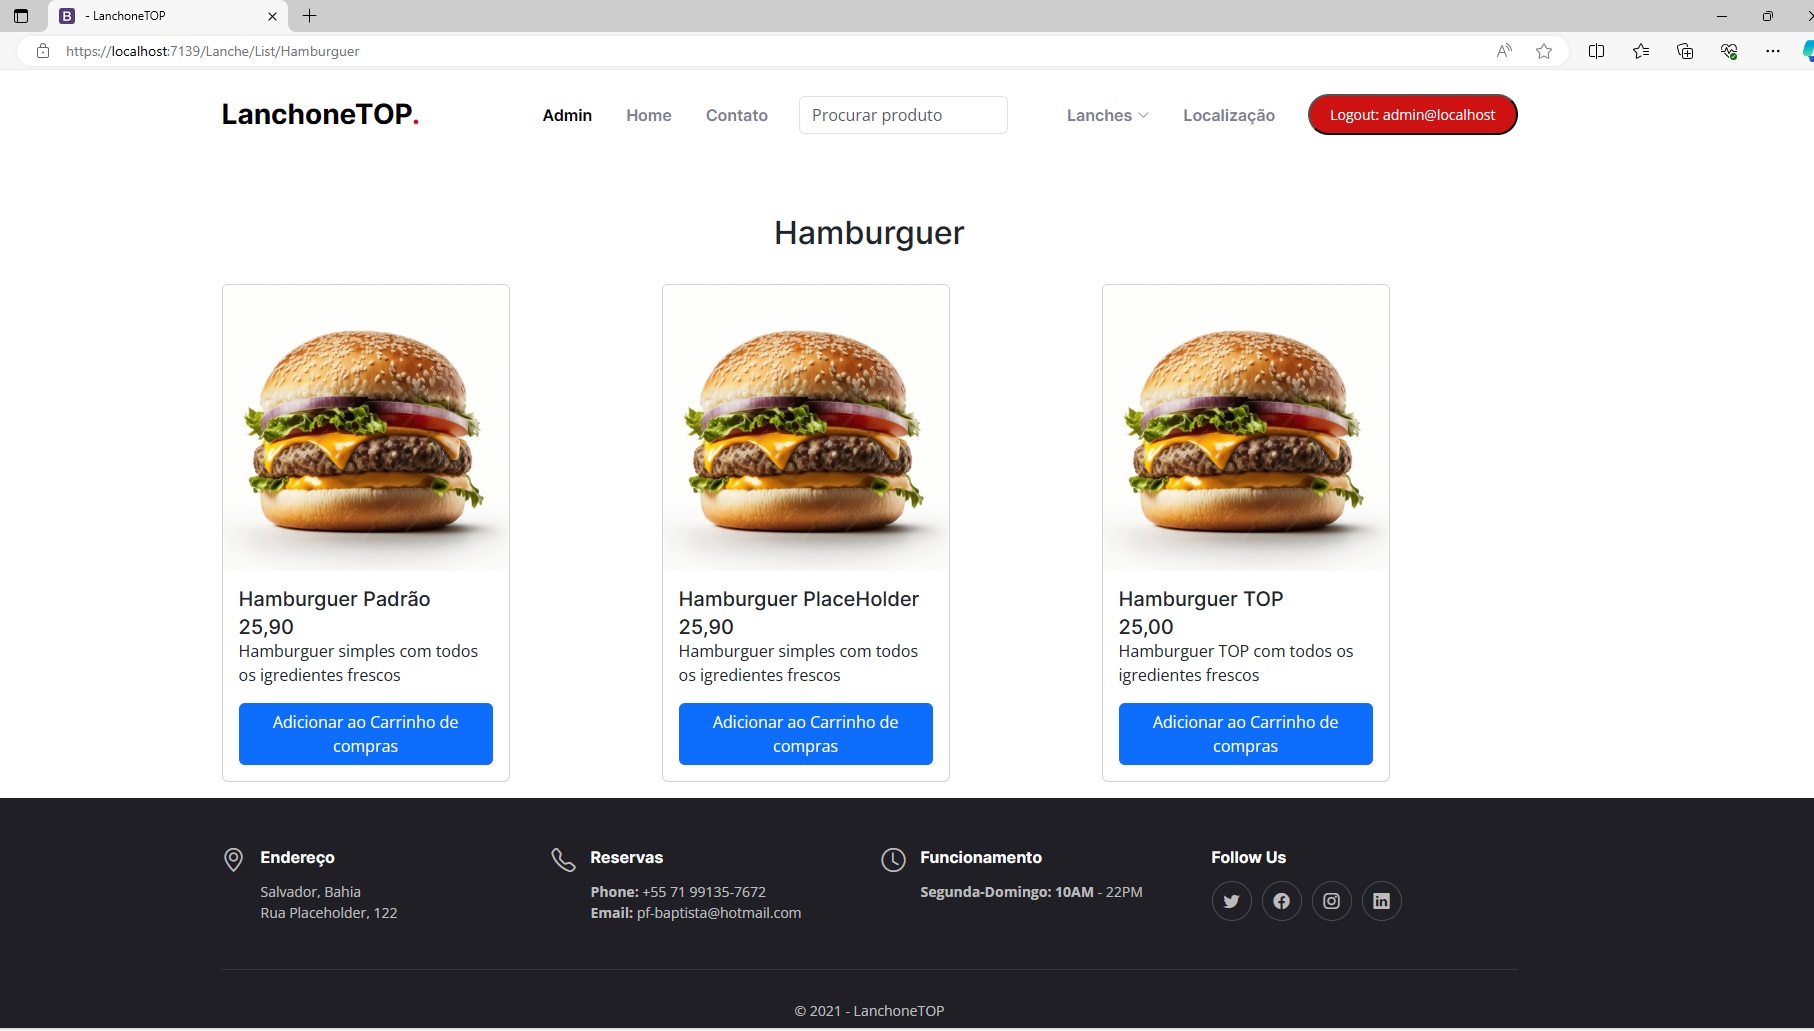 - LanchoneTOP
https://localhost:7139/Lanche/List/Hamburguer
LanchoneTOP.
Admin
Home
Contato
Procurar produto
Lanches
Localização
Logout: admin@localhost
Hamburguer
Hamburguer Padrão
25,90
Hamburguer simples com todos
os igredientes frescos
Adicionar ao Carrinho de
compras
Hamburguer PlaceHolder
25,90
Hamburguer simples com todos
os igredientes frescos
Adicionar ao Carrinho de
compras
Hamburguer TOP
25,00
Hamburguer TOP com todos os
igredientes frescos
Adicionar ao Carrinho de
compras
Endereço
Salvador, Bahia
Rua Placeholder, 122
Reservas
Phone: +55 71 99135-7672
Email: pf-baptista@hotmail.com
Funcionamento
Segunda-Domingo: 10AM - 22PM
Follow Us
© 2021 - LanchoneTOP